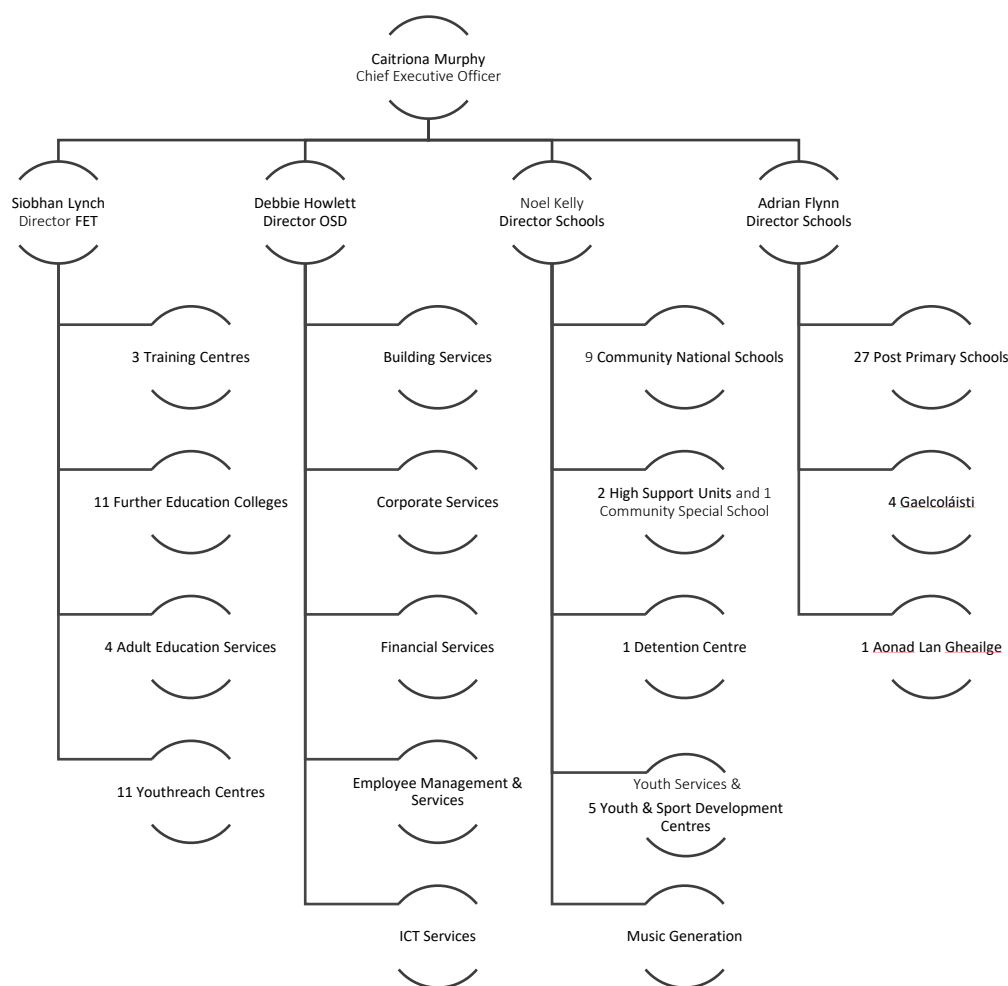 Caitriona Murphy
Chief Executive Officer
Siobhan Lynch
Director FET
Debbie Howlett
Director OSD
Noel Kelly
Director Schools
Adrian Flynn
Director Schools
3 Training Centres
Building Services
9 Community National Schools
27 Post Primary Schools
11 Further Education Colleges
Corporate Services
2 High Support Units and 1
Community Special School
4 Gaelcoláisti
4 Adult Education Services
Financial Services
1 Detention Centre
1 Aonad Lan Gheailge
11 Youthreach Centres
Employee Management &
Services
Youth Services &
5 Youth & Sport Development
Centres
ICT Services
Music Generation